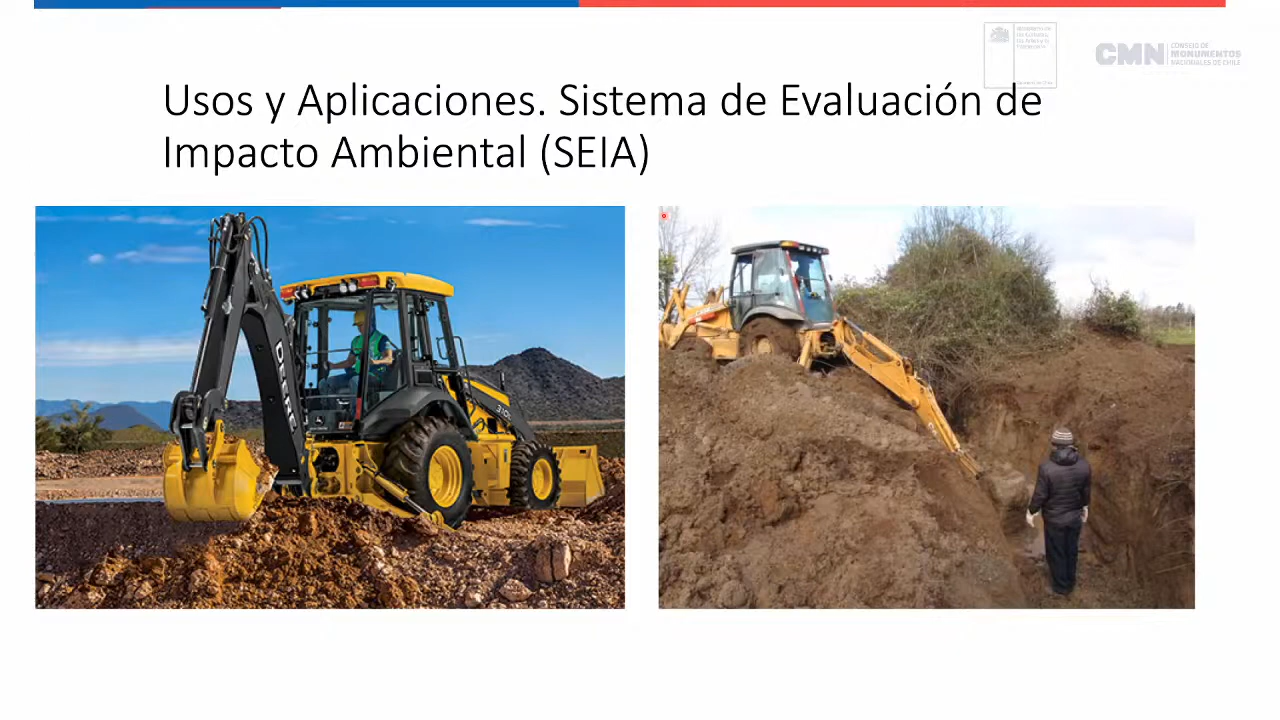 CMN
CONSEJO DE
MONUMENTOS
NACIONALES DE CHILE
Usos y Aplicaciones. Sistema de Evaluación de
Impacto Ambiental (SEIA)
DEERE